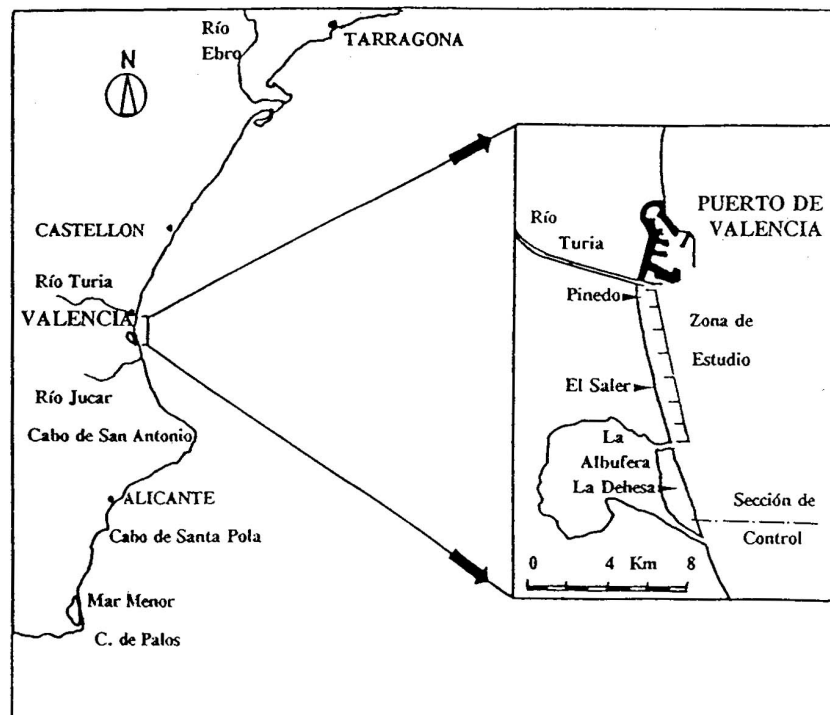 Río
Ebro
TARRAGONA
N
CASTELLON
Río Turia
VALENCIA
Río Jucar
Cabo de San Antonio
ALICANTE
Cabo de Santa Pola
Mar Menor
C. de Palos
PUERTO DE
VALENCIA
Río
Turia
Pinedo
Zona de
Estudio
El Saler
La
Albufera
La Dehesa
Sección de
Control
0 4 Km 8